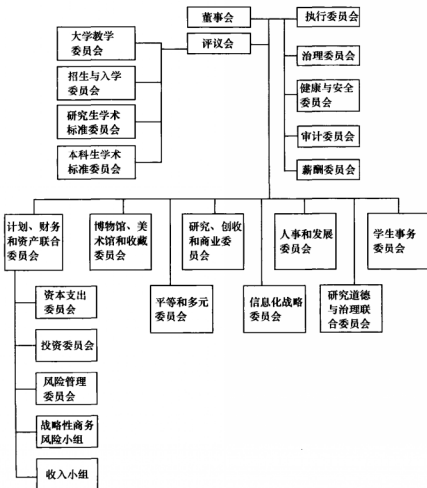 董事会
评议会
大学教学
委员会
招生与入学
委员会
研究生学术
标准委员会
本科生学术
标准委员会
执行委员会
治理委员会
健康与安全
委员会
审计委员会
薪酬委员会
计划、财务
和资产联合
委员会
博物馆、美
术馆和收藏
委员会
研究、创收
和商业委
员会
人事和发展
委员会
学生事务
委员会
平等和多元
委员会
信息化战略
委员会
研究道德
与治理联
合委员会
资本支出
委员会
投资委员会
风险管理
委员会
战略性商务
风险小组
收入小组